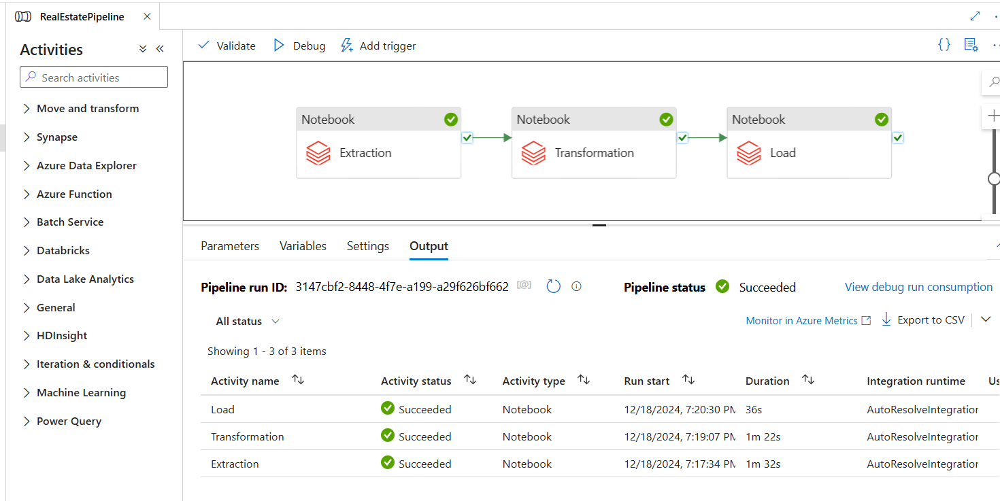 RealEstatePipeline
Activities
Search activities
Move and transform
Synapse
Azure Data Explorer
Azure Function
Batch Service
Databricks
Data Lake Analytics
General
HDInsight
Iteration & conditionals
Machine Learning
Power Query
Validate Debug Add trigger
Notebook Notebook Notebook
Extraction Transformation Load
Parameters Variables Settings Output
Pipeline run ID: 3147cbf2-8448-4f7e-a199-a29f626bf662 [@] Pipeline status Succeeded View debug run consumption
All status Monitor in Azure Metrics Export to CSV
Showing 1 - 3 of 3 items
Activity name Activity status Activity type Run start Duration Integration runtime Us
Load Succeeded Notebook 12/18/2024, 7:20:30 PM 36s AutoResolveIntegration
Transformation Succeeded Notebook 12/18/2024, 7:19:07 PM 1m 22s AutoResolveIntegration
Extraction Succeeded Notebook 12/18/2024, 7:17:34 PM 1m 32s AutoResolveIntegration